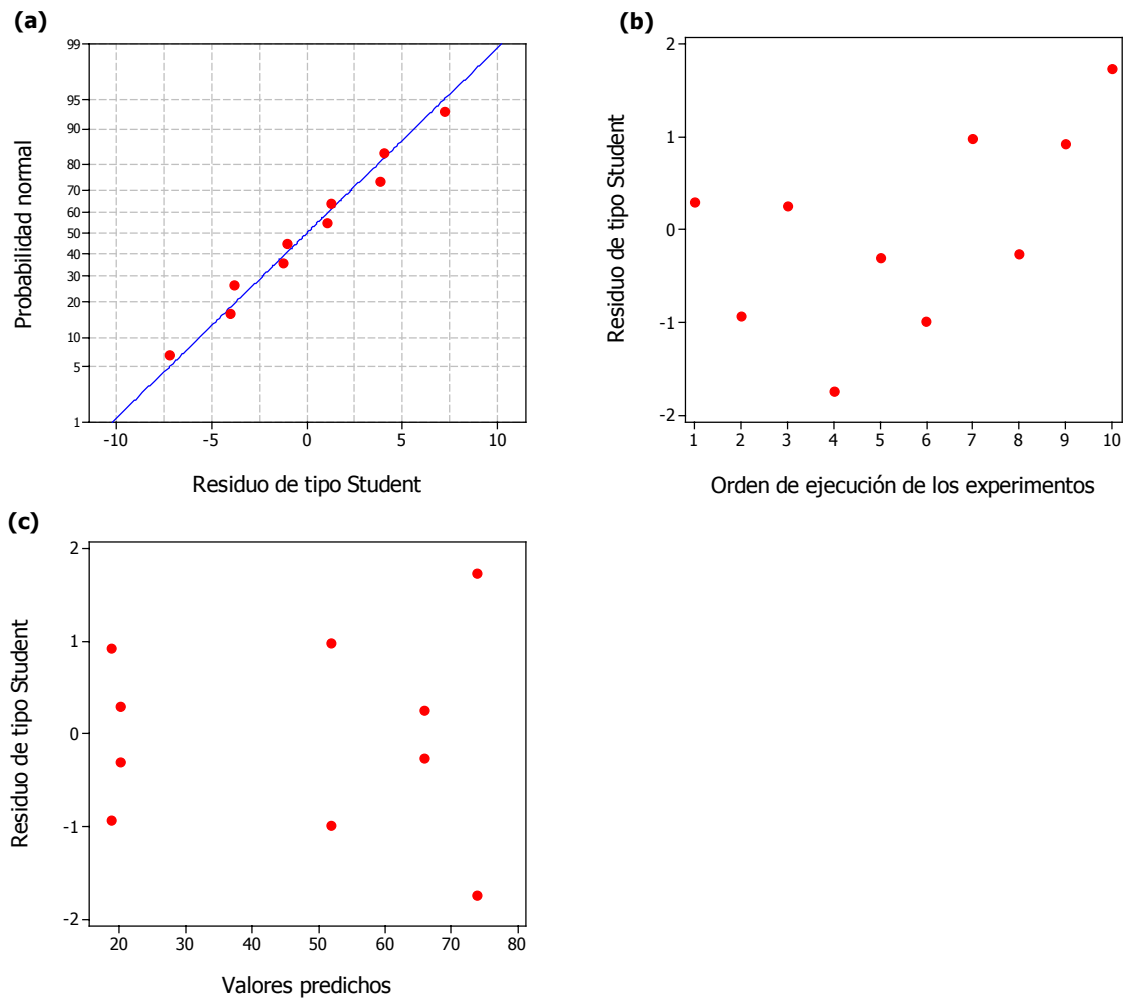 (a)
99
95
90
80
70
60
50
40
30
20
10
5
1
Probabilidad normal
-10 -5 0 5 10
Residuo de tipo Student
(b)
2
1
0
-1
-2
Residuo de tipo Student
1 2 3 4 5 6 7 8 9 10
Orden de ejecución de los experimentos
(c)
2
1
0
-1
-2
Residuo de tipo Student
20 30 40 50 60 70 80
Valores predichos